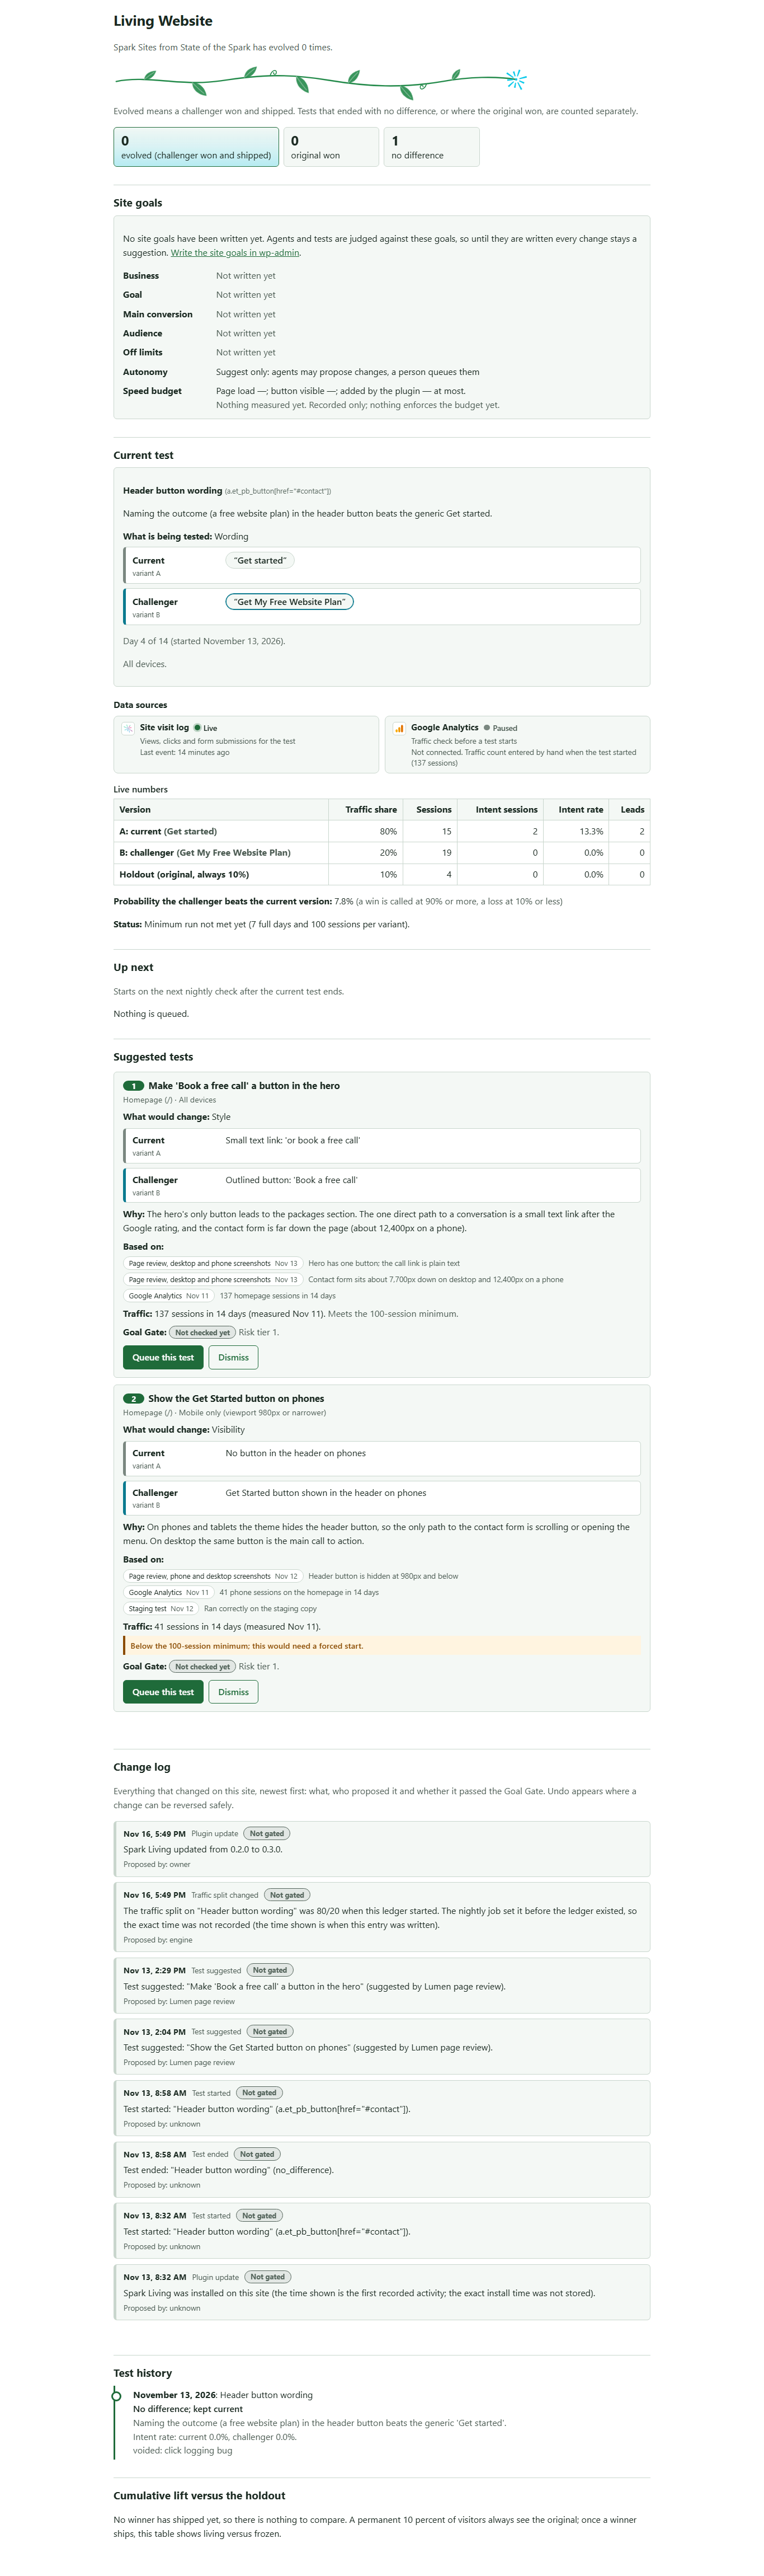 Living Website
Spark Sites from State of the Spark has evolved 0 times.
Evolved means a challenger won and shipped. Tests that ended with no difference, or where the original won, are counted separately.
0
evolved (challenger won and shipped)
0
original won
1
no difference
Site goals
No site goals have been written yet. Agents and tests are judged against these goals, so until they are written every change stays a
suggestion. Write the site goals in wp-admin.
Business Not written yet
Goal Not written yet
Main conversion Not written yet
Audience Not written yet
Off limits Not written yet
Autonomy Suggest only: agents may propose changes, a person queues them
Speed budget Page load —; button visible —; added by the plugin — at most.
Nothing measured yet. Recorded only; nothing enforces the budget yet.
Current test
Header button wording (a.et_pb_button[href="#contact"])
Naming the outcome (a free website plan) in the header button beats the generic Get started.
What is being tested: Wording
Current "Get started"
variant A
Challenger "Get My Free Website Plan"
variant B
Day 4 of 14 (started November 13, 2026).
All devices.
Data sources
Site visit log Live
Views, clicks and form submissions for the test
Last event: 14 minutes ago
Google Analytics Paused
Traffic check before a test starts
Not connected. Traffic count entered by hand when the test started
(137 sessions)
Live numbers
Version Traffic share Sessions Intent sessions Intent rate Leads
A: current (Get started) 80% 15 2 13.3% 2
B: challenger (Get My Free Website Plan) 20% 19 0 0.0% 0
Holdout (original, always 10%) 10% 4 0 0.0% 0
Probability the challenger beats the current version: 7.8% (a win is called at 90% or more, a loss at 10% or less)
Status: Minimum run not met yet (7 full days and 100 sessions per variant).
Up next
Starts on the next nightly check after the current test ends.
Nothing is queued.
Suggested tests
1 Make 'Book a free call' a button in the hero
Homepage (/) · All devices
What would change: Style
Current Small text link: 'or book a free call'
variant A
Challenger Outlined button: 'Book a free call'
variant B
Why: The hero's only button leads to the packages section. The one direct path to a conversation is a small text link after the
Google rating, and the contact form is far down the page (about 12,400px on a phone).
Based on:
Page review, desktop and phone screenshots Nov 13 Hero has one button; the call link is plain text
Page review, desktop and phone screenshots Nov 13 Contact form sits about 7,700px down on desktop and 12,400px on a phone
Google Analytics Nov 11 137 homepage sessions in 14 days
Traffic: 137 sessions in 14 days (measured Nov 11). Meets the 100-session minimum.
Goal Gate: Not checked yet Risk tier 1.
Queue this test Dismiss
2 Show the Get Started button on phones
Homepage (/) · Mobile only (viewport 980px or narrower)
What would change: Visibility
Current No button in the header on phones
variant A
Challenger Get Started button shown in the header on phones
variant B
Why: On phones and tablets the theme hides the header button, so the only path to the contact form is scrolling or opening the
menu. On desktop the same button is the main call to action.
Based on:
Page review, phone and desktop screenshots Nov 12 Header button is hidden at 980px and below
Google Analytics Nov 11 41 phone sessions on the homepage in 14 days
Staging test Nov 12 Ran correctly on the staging copy
Traffic: 41 sessions in 14 days (measured Nov 11).
Below the 100-session minimum; this would need a forced start.
Goal Gate: Not checked yet Risk tier 1.
Queue this test Dismiss
Change log
Everything that changed on this site, newest first: what, who proposed it and whether it passed the Goal Gate. Undo appears where a
change can be reversed safely.
Nov 16, 5:49 PM Plugin update Not gated
Spark Living updated from 0.2.0 to 0.3.0.
Proposed by: owner
Nov 16, 5:49 PM Traffic split changed Not gated
The traffic split on "Header button wording" was 80/20 when this ledger started. The nightly job set it before the ledger existed, so
the exact time was not recorded (the time shown is when this entry was written).
Proposed by: engine
Nov 13, 2:29 PM Test suggested Not gated
Test suggested: "Make 'Book a free call' a button in the hero" (suggested by Lumen page review).
Proposed by: Lumen page review
Nov 13, 2:04 PM Test suggested Not gated
Test suggested: "Show the Get Started button on phones" (suggested by Lumen page review).
Proposed by: Lumen page review
Nov 13, 8:58 AM Test started Not gated
Test started: "Header button wording" (a.et_pb_button[href="#contact"]).
Proposed by: unknown
Nov 13, 8:58 AM Test ended Not gated
Test ended: "Header button wording" (no_difference).
Proposed by: unknown
Nov 13, 8:32 AM Test started Not gated
Test started: "Header button wording" (a.et_pb_button[href="#contact"]).
Proposed by: unknown
Nov 13, 8:32 AM Plugin update Not gated
Spark Living was installed on this site (the time shown is the first recorded activity; the exact install time was not stored).
Proposed by: unknown
Test history
November 13, 2026: Header button wording
No difference; kept current
Naming the outcome (a free website plan) in the header button beats the generic 'Get started'.
Intent rate: current 0.0%, challenger 0.0%.
voided: click logging bug
Cumulative lift versus the holdout
No winner has shipped yet, so there is nothing to compare. A permanent 10 percent of visitors always see the original; once a winner
ships, this table shows living versus frozen.